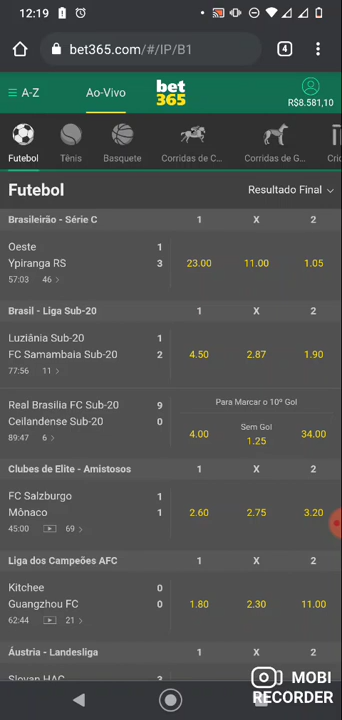 12:19
bet365.com/#/IP/B1
4
A-Z
Ao-Vivo
bet
365
R$8.581,10
Futebol
Tênis
Basquete
Corridas de C...
Corridas de G...
Crí
Futebol
Resultado Final
Brasileirão - Série C 1 X 2
Oeste 1
Ypiranga RS 3
23.00 11.00 1.05
57:03 46
Brasil - Liga Sub-20 1 X 2
Luziânia Sub-20 1
FC Samambaia Sub-20 2
4.50 2.87 1.90
77:56 11
Real Brasilia FC Sub-20 9
Ceilandense Sub-20 0
89:47 6
Para Marcar o 10º Gol
4.00
Sem Gol
1.25
34.00
Clubes de Elite - Amistosos 1 X 2
FC Salzburgo 1
Mônaco 1
2.60 2.75 3.20
45:00 69
Liga dos Campeões AFC 1 X 2
Kitchee 0
Guangzhou FC 0
1.80 2.30 11.00
62:44 21
Áustria - Landesliga 1 X 2
Slovan HAC 3
MOBI
RECORDER